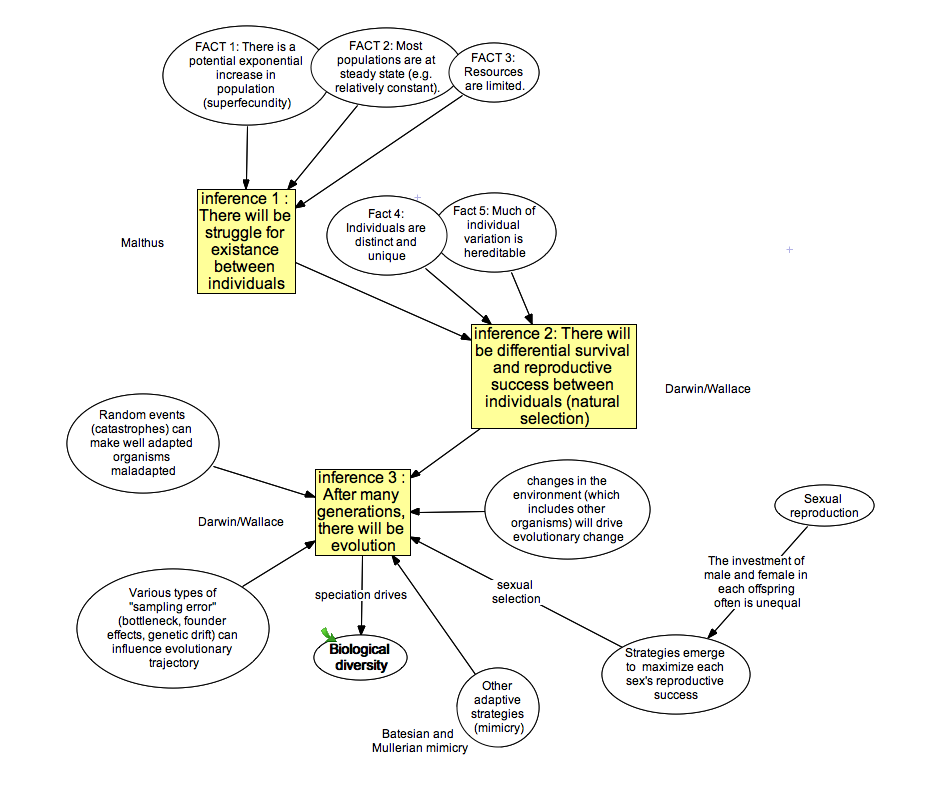 FACT 1: There is a
potential exponential
increase in
population
(superfecundity)
FACT 2: Most
populations are at
steady state (e.g.
relatively constant).
FACT 3:
Resources
are limited.
inference 1 :
There will be
struggle for
existance
between
individuals
Malthus
Fact 4:
Individuals are
distinct and
unique
Fact 5: Much of
individual
variation is
hereditable
inference 2: There will
be differential survival
and reproductive
success between
individuals (natural
selection)
Darwin/Wallace
Random events
(catastrophes) can
make well adapted
organisms
maladapted
inference 3 :
After many
generations,
there will be
evolution
Darwin/Wallace
changes in the
environment (which
includes other
organisms) will drive
evolutionary change
Sexual
reproduction
The investment of
male and female in
each offspring
often is unequal
sexual
selection
Various types of
"sampling error"
(bottleneck, founder
effects, genetic drift) can
influence evolutionary
trajectory
speciation drives
Biological
diversity
Strategies emerge
to maximize each
sex's reproductive
success
Other
adaptive
strategies
(mimicry)
Batesian and
Mullerian mimicry